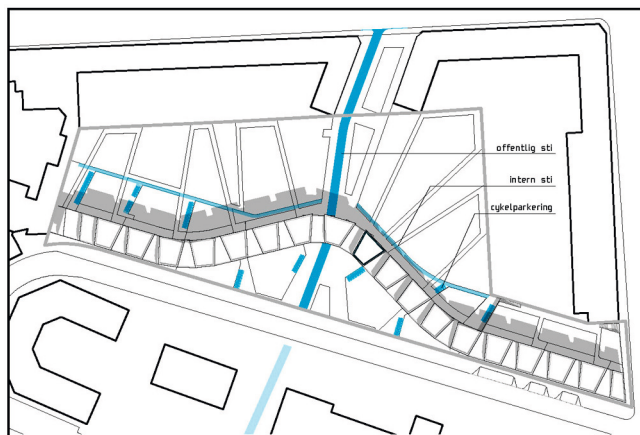 offentlig sti
intern sti
cykelparkering